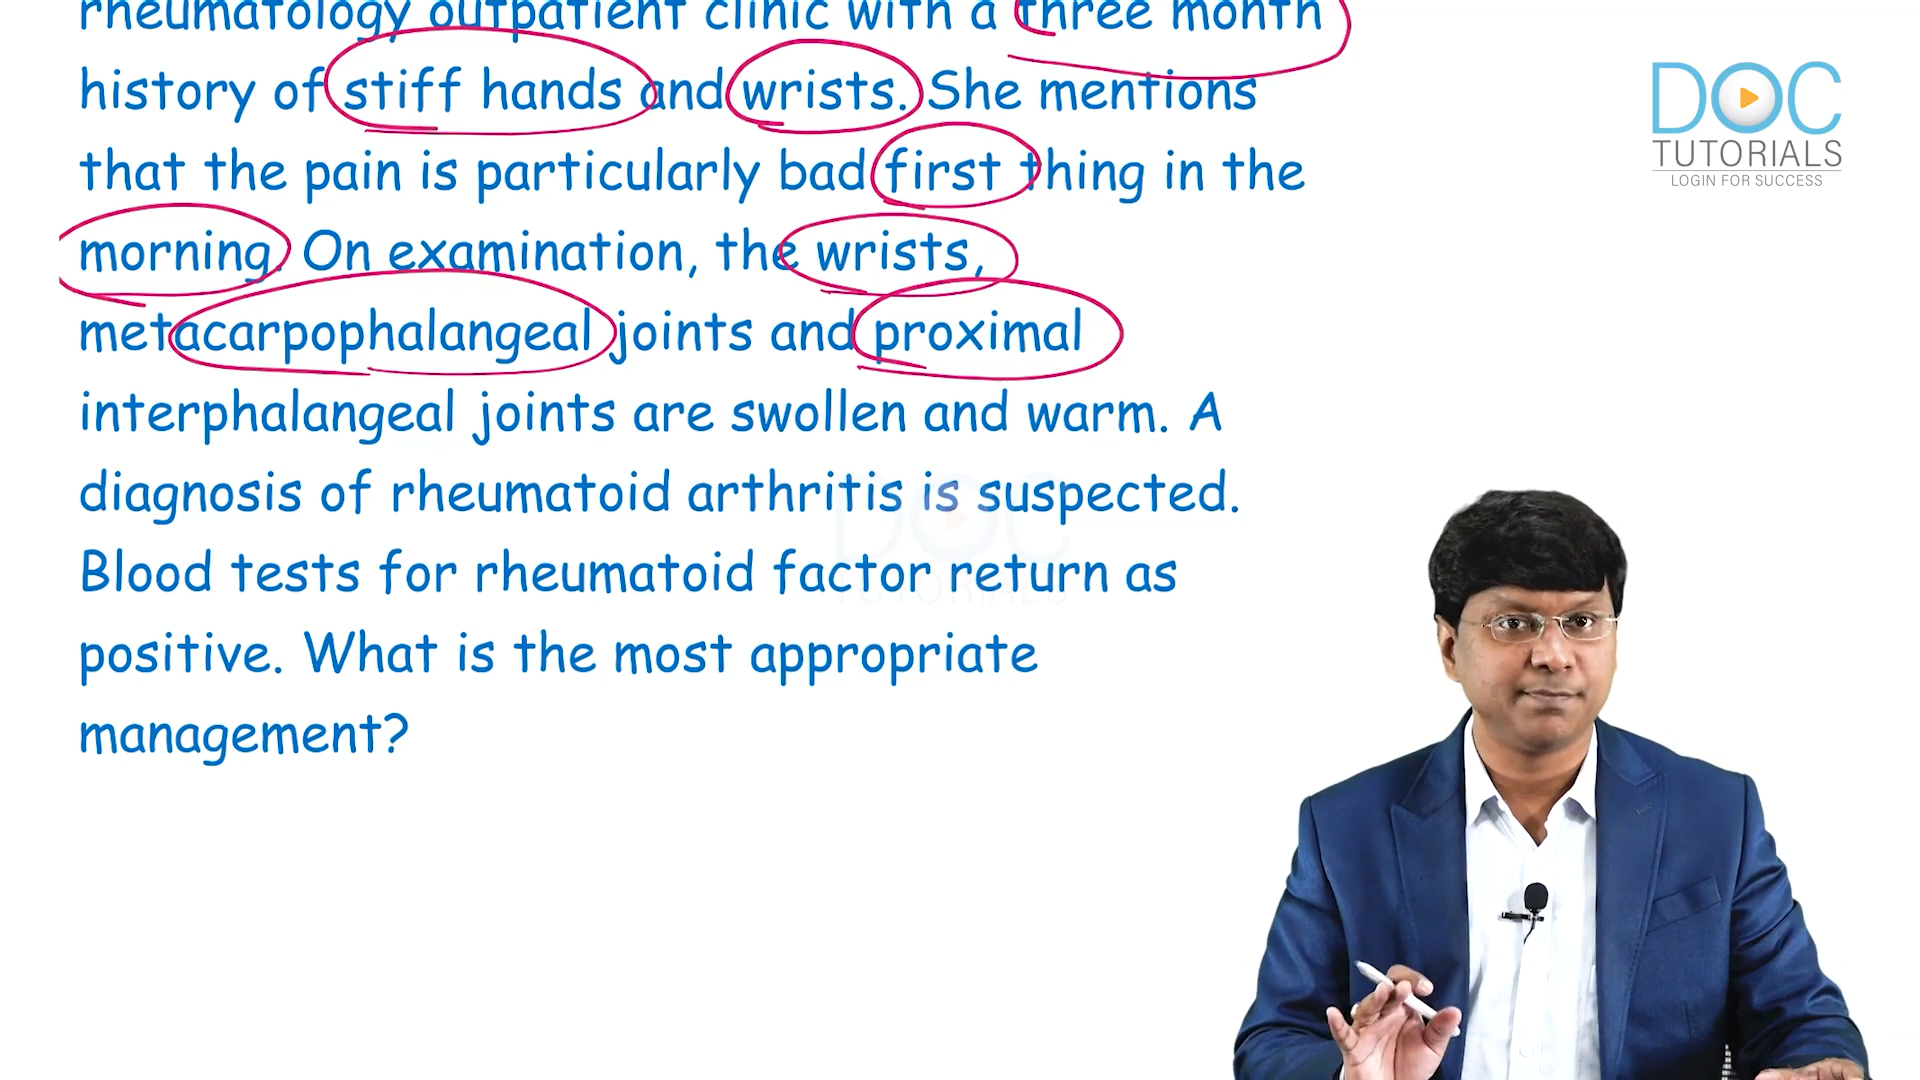 rheumatology outpatient clinic with a three month
history of stiff hands and wrists. She mentions
that the pain is particularly bad first thing in the
morning. On examination, the wrists,
metacarpophalangeal joints and proximal
interphalangeal joints are swollen and warm. A
diagnosis of rheumatoid arthritis is suspected.
Blood tests for rheumatoid factor return as
positive. What is the most appropriate
management?
DOC
TUTORIALS
LOGIN FOR SUCCESS
DOC
TUTORIALS